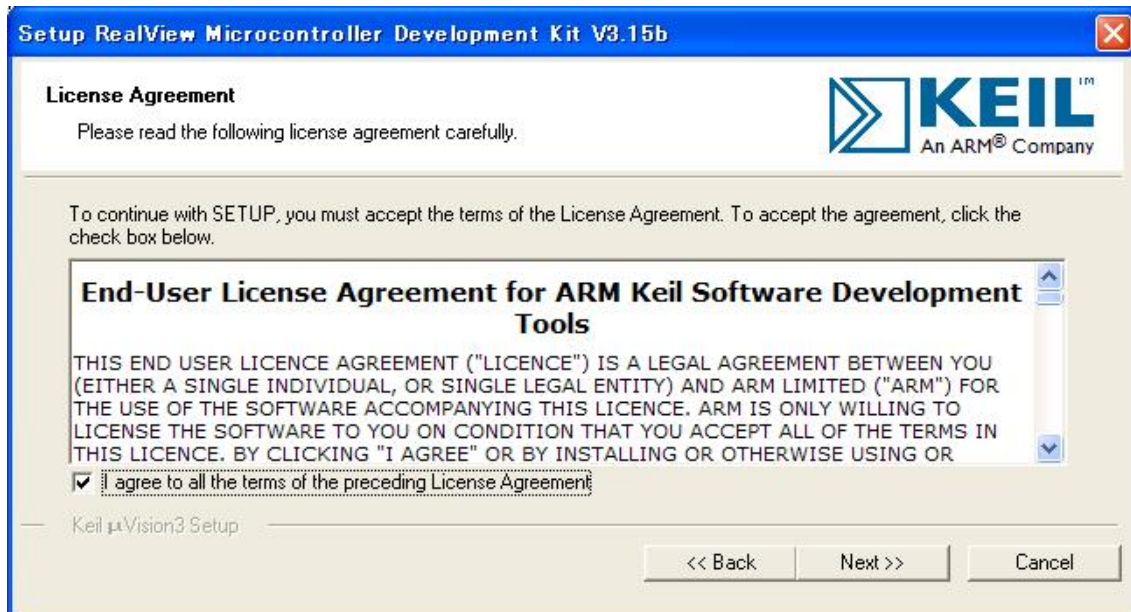 Setup RealView Microcontroller Development Kit V3.15b
License Agreement
Please read the following license agreement carefully.
KEIL™
An ARM® Company
To continue with SETUP, you must accept the terms of the License Agreement. To accept the agreement, click the
check box below.
End-User License Agreement for ARM Keil Software Development
Tools
THIS END USER LICENCE AGREEMENT ("LICENCE") IS A LEGAL AGREEMENT BETWEEN YOU
(EITHER A SINGLE INDIVIDUAL, OR SINGLE LEGAL ENTITY) AND ARM LIMITED ("ARM") FOR
THE USE OF THE SOFTWARE ACCOMPANYING THIS LICENCE. ARM IS ONLY WILLING TO
LICENSE THE SOFTWARE TO YOU ON CONDITION THAT YOU ACCEPT ALL OF THE TERMS IN
THIS LICENCE. BY CLICKING "I AGREE" OR BY INSTALLING OR OTHERWISE USING OR
I agree to all the terms of the preceding License Agreement
Keil µVision3 Setup
<< Back
Next >>
Cancel